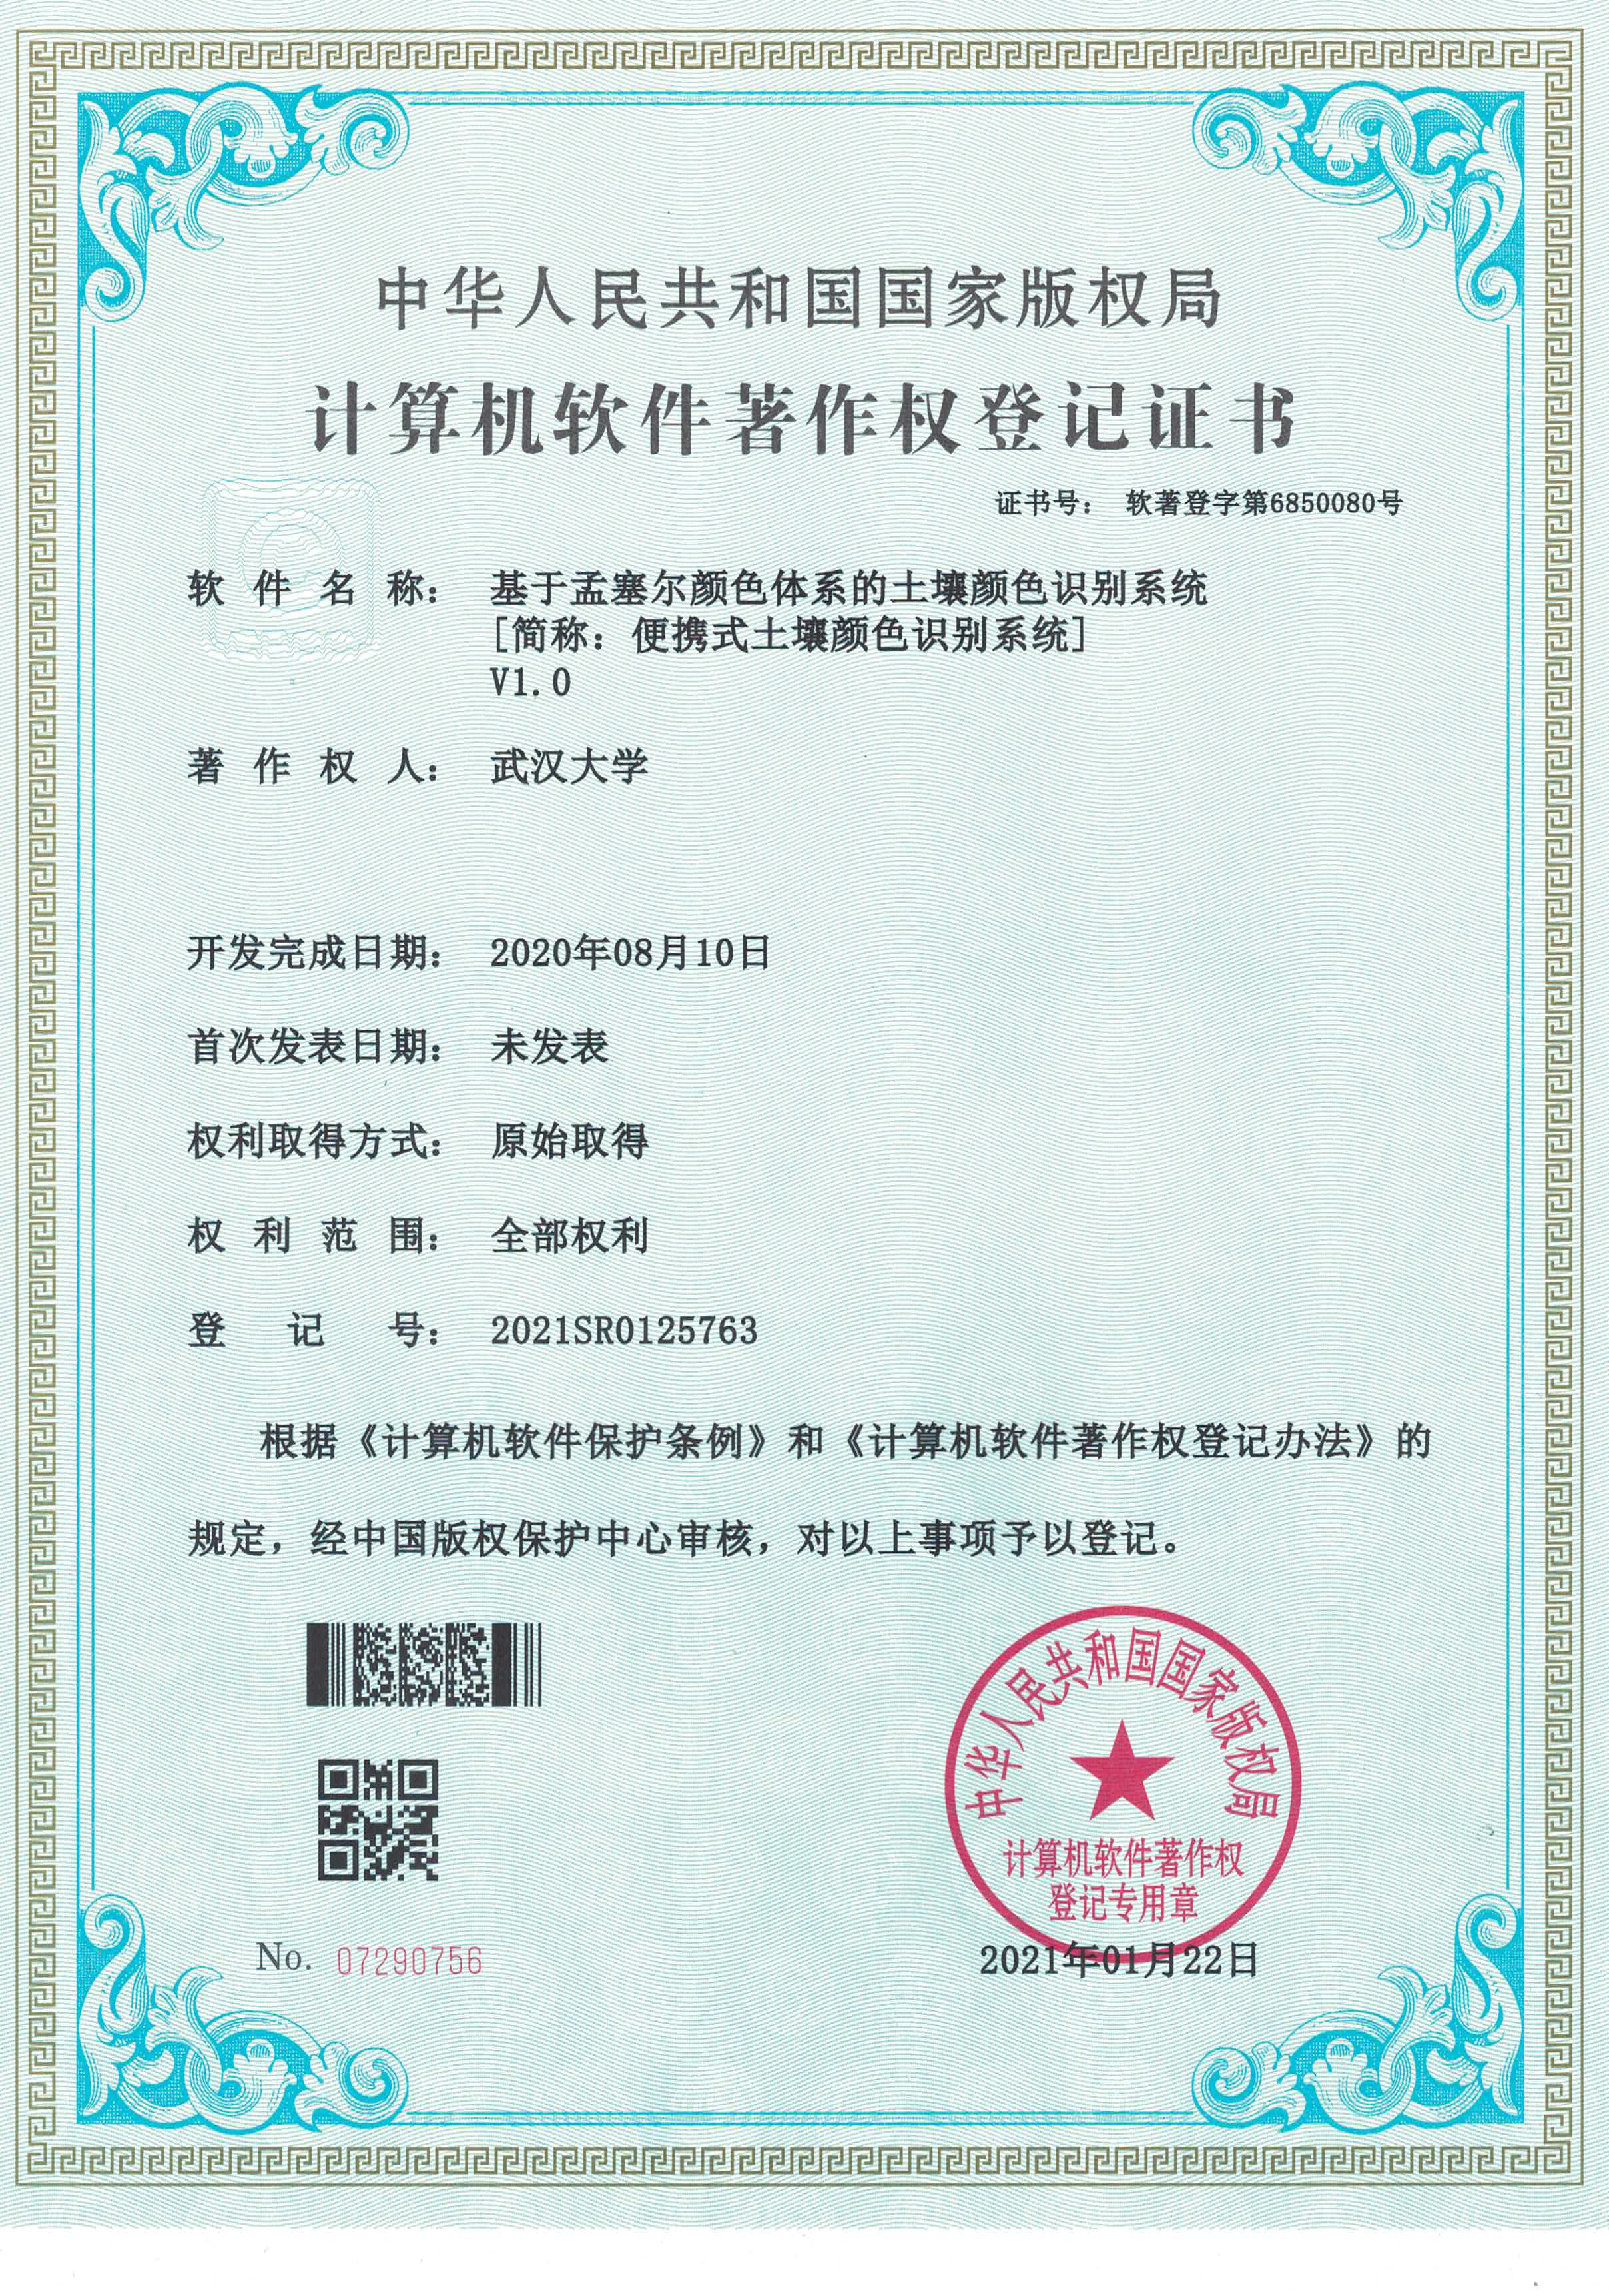 中华人民共和国国家版权局
计算机软件著作权登记证书
证书号： 软著登字第6850080号
软件名称： 基于孟塞尔颜色体系的土壤颜色识别系统
[简称：便携式土壤颜色识别系统]
V1.0
著作权人： 武汉大学
开发完成日期： 2020年08月10日
首次发表日期： 未发表
权利取得方式： 原始取得
权利范围： 全部权利
登记号： 2021SR0125763
根据《计算机软件保护条例》和《计算机软件著作权登记办法》的
规定，经中国版权保护中心审核，对以上事项予以登记。
中华人民共和国国家版权局
计算机软件著作权
登记专用章
No. 07290756
2021年01月22日